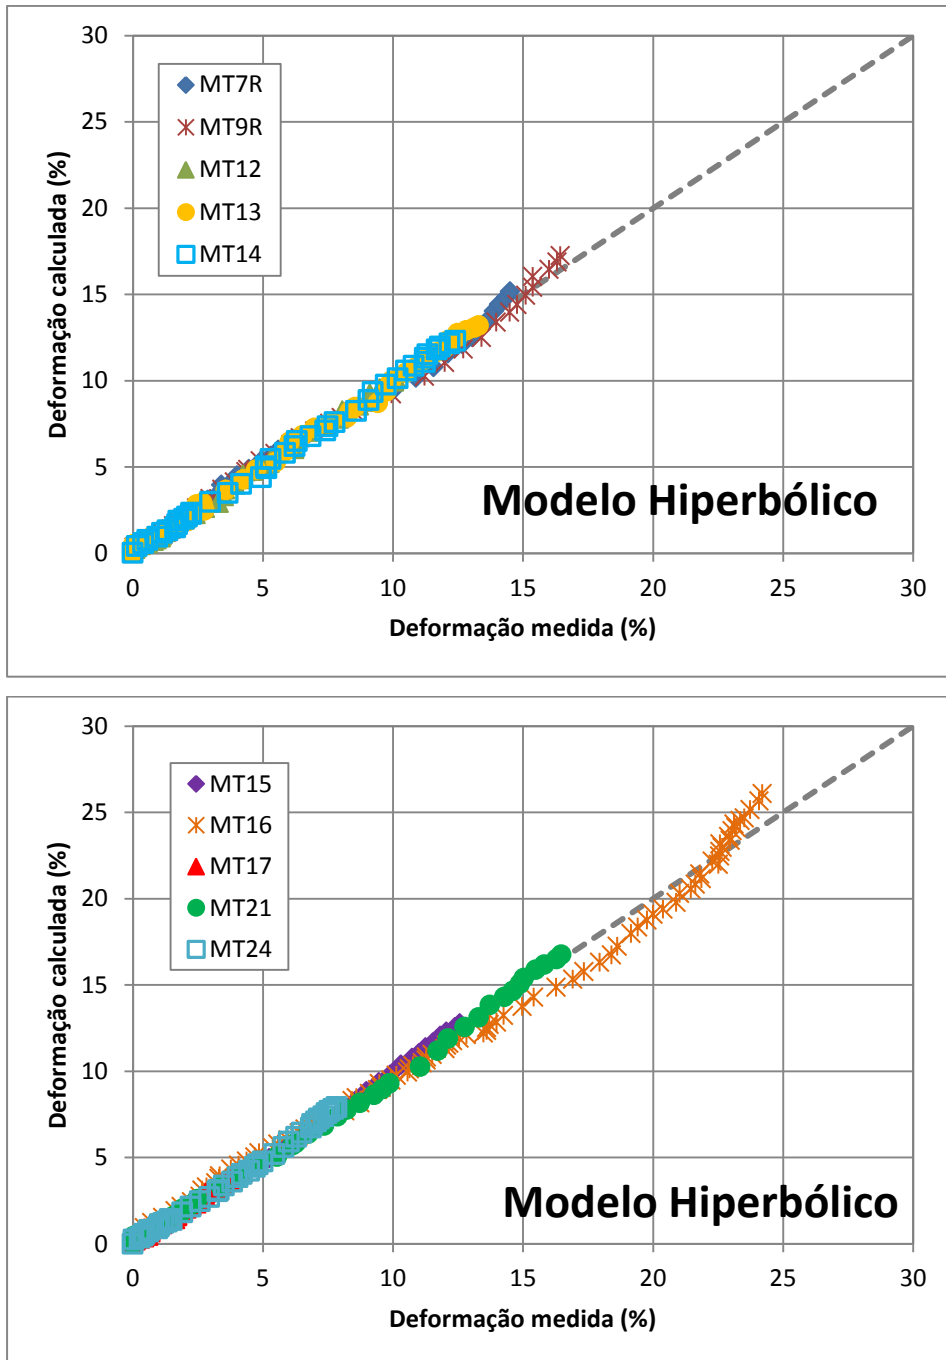 30
25
20
15
10
5
0
Deformação calculada (%)
MT7R
MT9R
MT12
MT13
MT14
Modelo Hiperbólico
0 5 10 15 20 25 30
Deformação medida (%)
30
25
20
15
10
5
0
Deformação calculada (%)
MT15
MT16
MT17
MT21
MT24
Modelo Hiperbólico
0 5 10 15 20 25 30
Deformação medida (%)